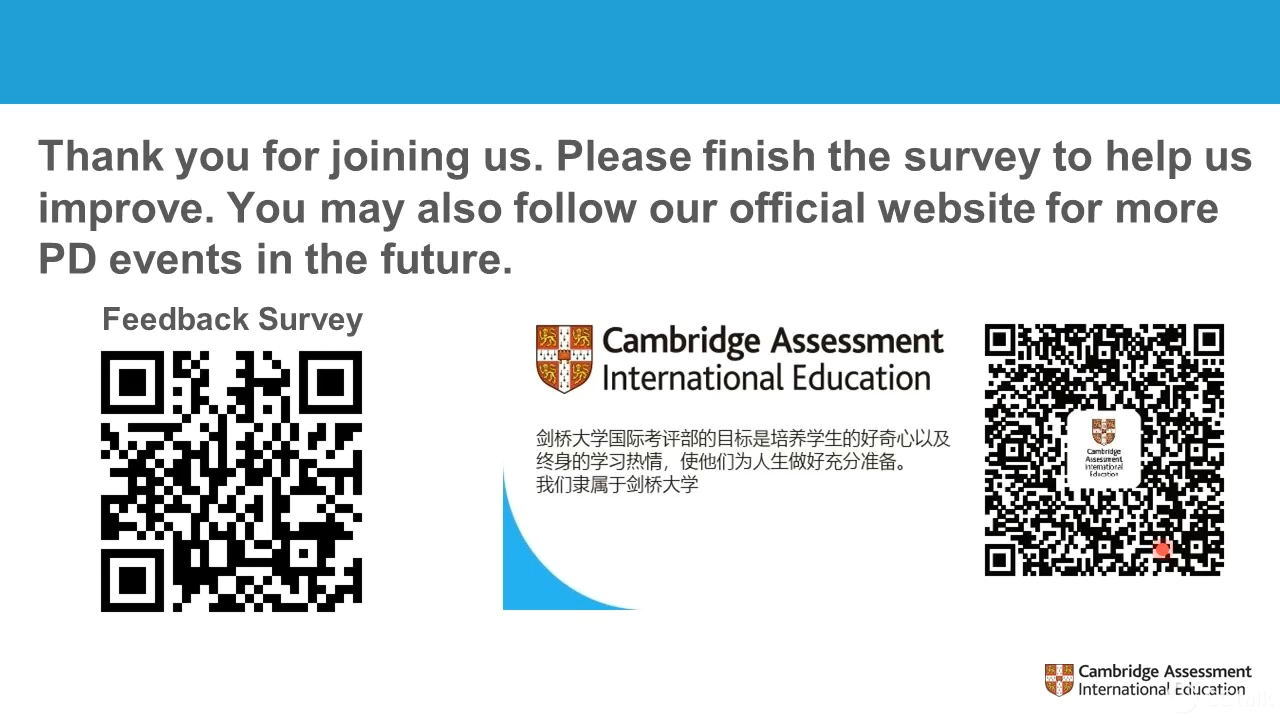 Thank you for joining us. Please finish the survey to help us
improve. You may also follow our official website for more
PD events in the future.
Feedback Survey
Cambridge Assessment
International Education
剑桥大学国际考评部的目标是培养学生的好奇心以及
终身的学习热情，使他们为人生做好充分准备。
我们隶属于剑桥大学
Cambridge
Assessment
International
Education
Cambridge Assessment
International Education